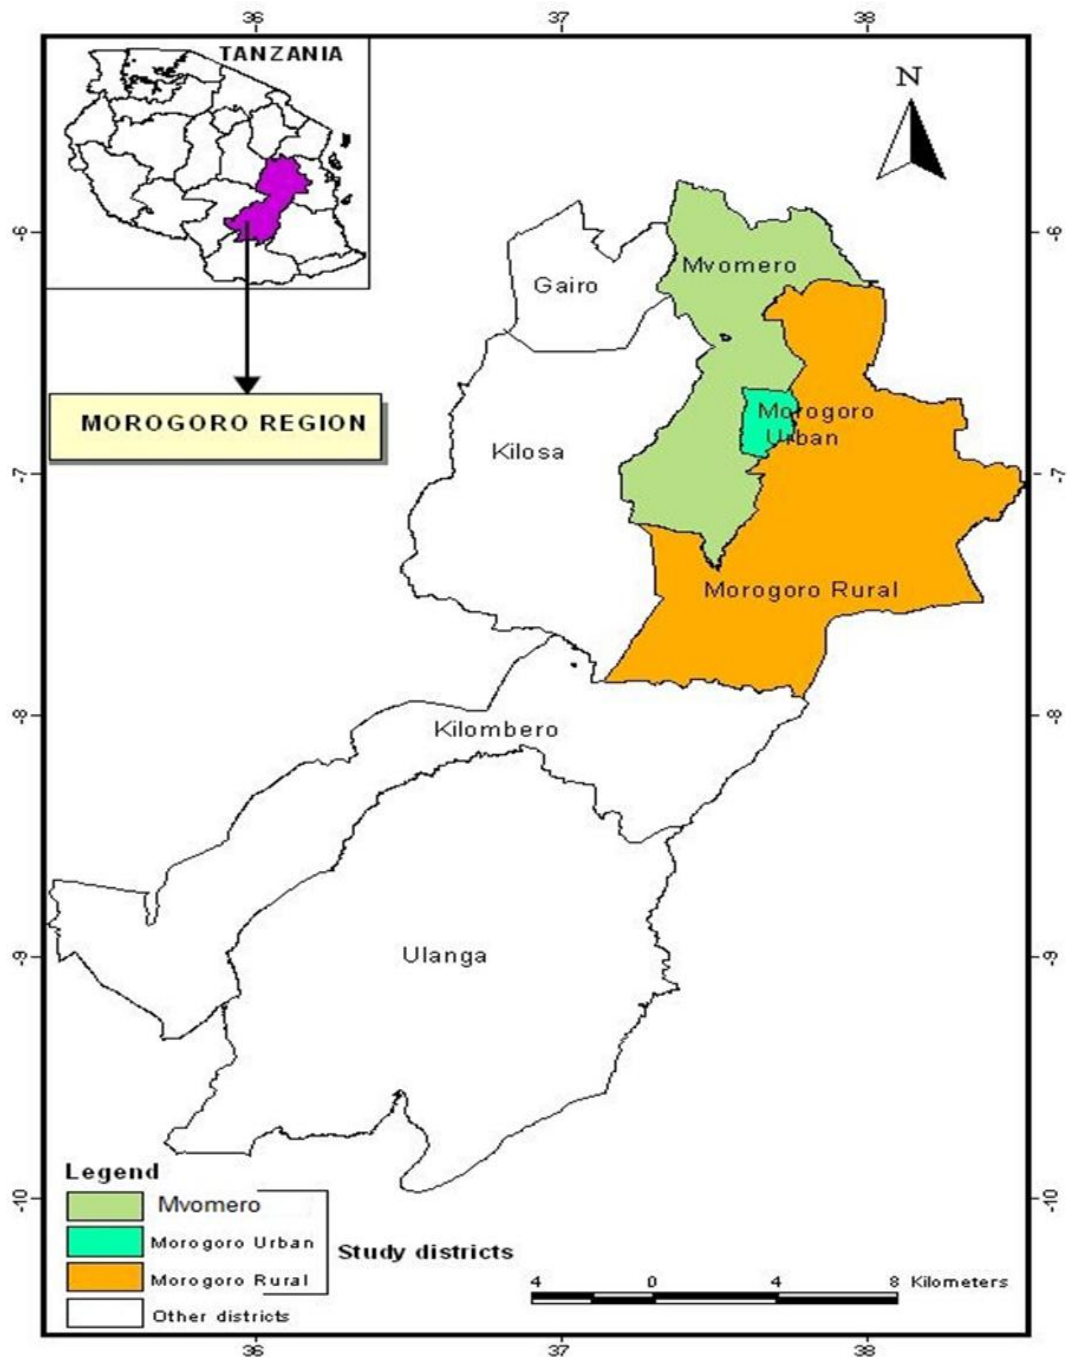 36 37 38
TANZANIA
N
-6 -6
Mvomero
Gairo
MOROGORO REGION
Morogoro
Urban
Kilosa
-7 -7
Morogoro Rural
-8 -8
Kilombero
Ulanga
-9 -9
-10 -10
Legend
Mvomero
Morogoro Urban
Study districts
Morogoro Rural
Other districts
4 0 4 8 Kilometers
36 37 38